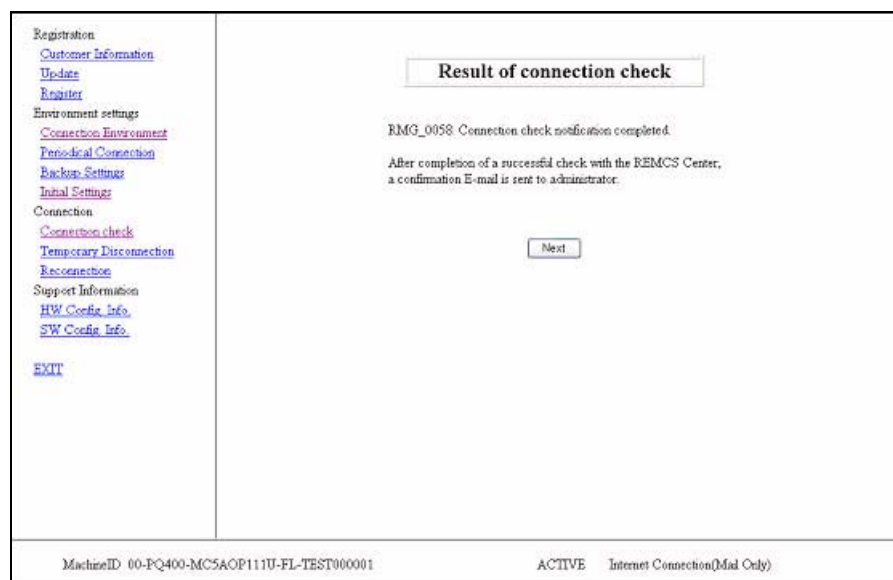 Registration
Customer Information
Update
Register
Environment settings
Connection Environment
Periodical Connection
Backup Settings
Initial Settings
Connection
Connection check
Temporary Disconnection
Reconnection
Support Information
HW Config. Info.
SW Config. Info.
EXIT
Result of connection check
RMG_0058: Connection check notification completed.
After completion of a successful check with the REMCS Center,
a confirmation E-mail is sent to administrator.
Next
MachineID 00-PQ400-MC5AOP111U-FL-TEST000001 ACTIVE Internet Connection(Mail Only)